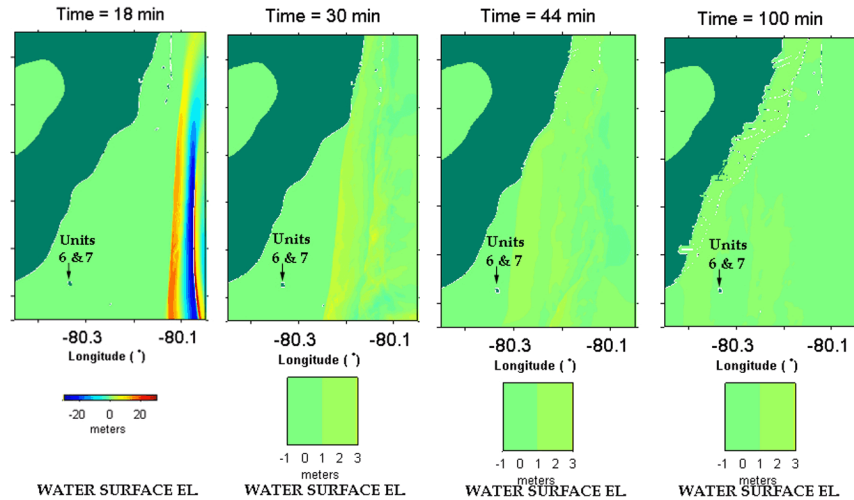 Time = 18 min
Time = 30 min
Time = 44 min
Time = 100 min
Units
6 & 7
Units
6 & 7
Units
6 & 7
Units
6 & 7
-80.3 -80.1
-80.3 -80.1
-80.3 -80.1
-80.3 -80.1
Longitude ( ° )
Longitude ( ° )
Longitude ( ° )
Longitude ( ° )
-20 0 20
meters
-1 0 1 2 3
meters
-1 0 1 2 3
meters
-1 0 1 2 3
meters
WATER SURFACE EL.
WATER SURFACE EL.
WATER SURFACE EL.
WATER SURFACE EL.